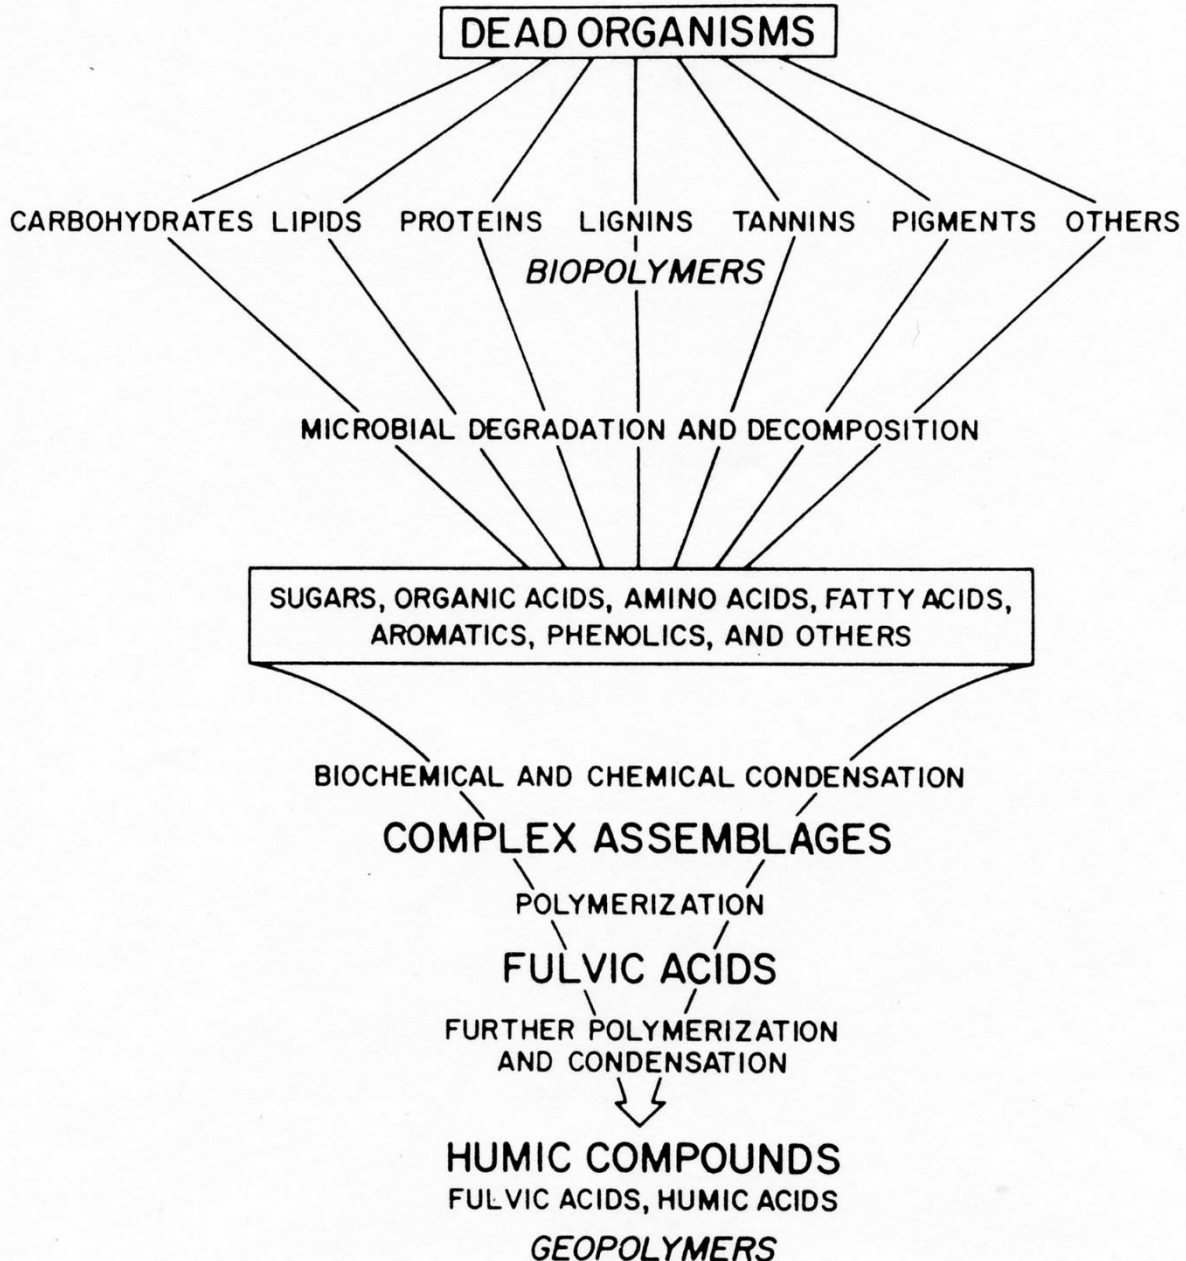 DEAD ORGANISMS
CARBOHYDRATES LIPIDS PROTEINS LIGNINS TANNINS PIGMENTS OTHERS
BIOPOLYMERS
MICROBIAL DEGRADATION AND DECOMPOSITION
SUGARS, ORGANIC ACIDS, AMINO ACIDS, FATTY ACIDS,
AROMATICS, PHENOLICS, AND OTHERS
BIOCHEMICAL AND CHEMICAL CONDENSATION
COMPLEX ASSEMBLAGES
POLYMERIZATION
FULVIC ACIDS
FURTHER POLYMERIZATION
AND CONDENSATION
HUMIC COMPOUNDS
FULVIC ACIDS, HUMIC ACIDS
GEOPOLYMERS